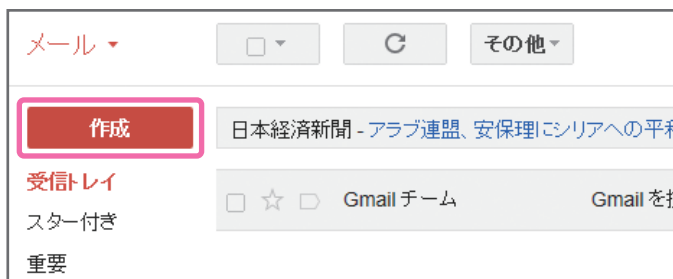 メール
その他
作成
日本経済新聞 - アラブ連盟、安保理にシリアへの平
受信トレイ
Gmail チーム Gmail を
スター付き
重要